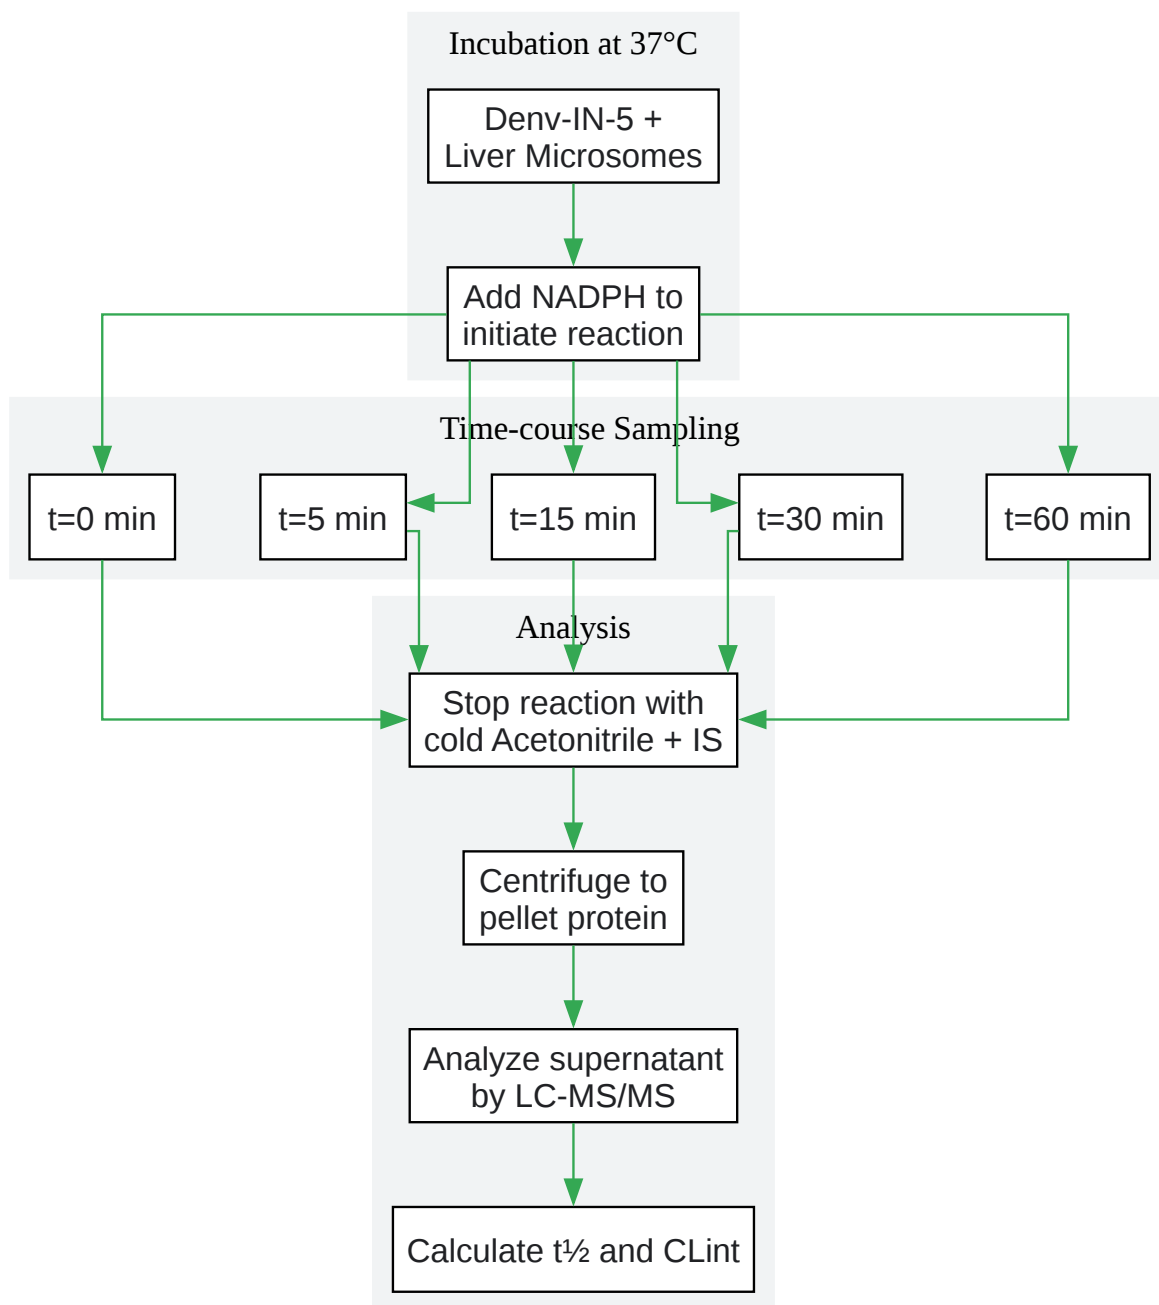 Incubation at 37°C
Denv-IN-5 +
Liver Microsomes
Add NADPH to
initiate reaction
Time-course Sampling
t=0 min
t=5 min
t=15 min
t=30 min
t=60 min
Analysis
Stop reaction with
cold Acetonitrile + IS
Centrifuge to
pellet protein
Analyze supernatant
by LC-MS/MS
Calculate t½ and CLint